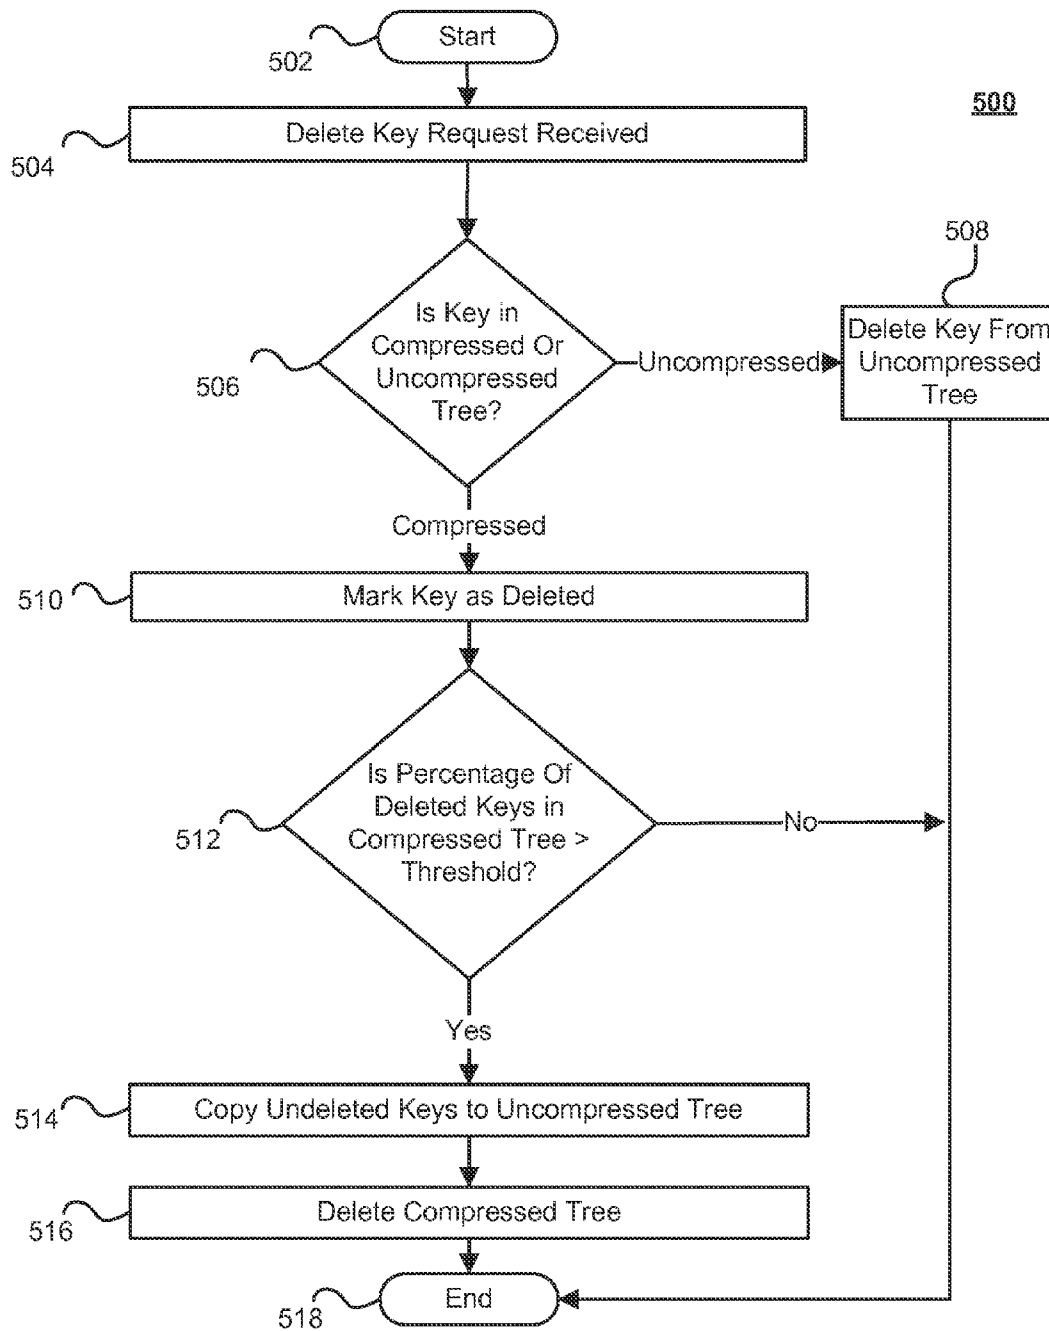 Start
502
500
Delete Key Request Received
504
508
Is Key in
Compressed Or
Uncompressed
Tree?
506
Uncompressed
Delete Key From
Uncompressed
Tree
Compressed
Mark Key as Deleted
510
Is Percentage Of
Deleted Keys in
Compressed Tree >
Threshold?
512
No
Yes
Copy Undeleted Keys to Uncompressed Tree
514
Delete Compressed Tree
516
End
518